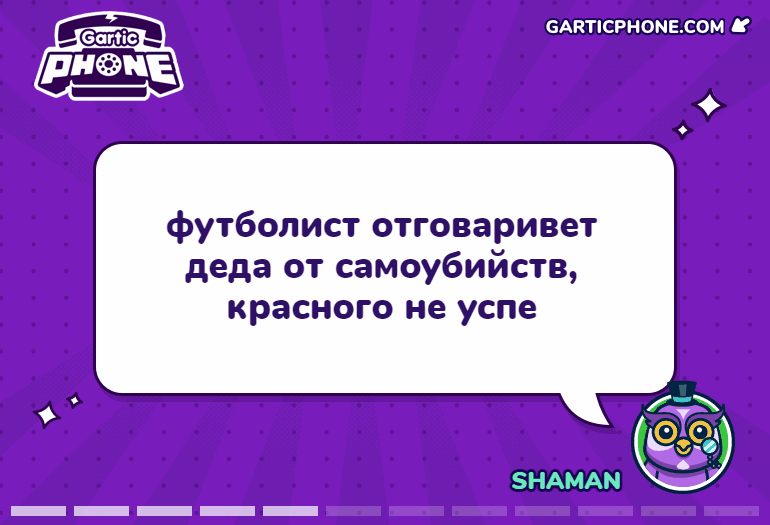 Gartic
PHONE
GARTICPHONE.COM
футболист отговаривет
деда от самоубийств,
красного не успе
SHAMAN